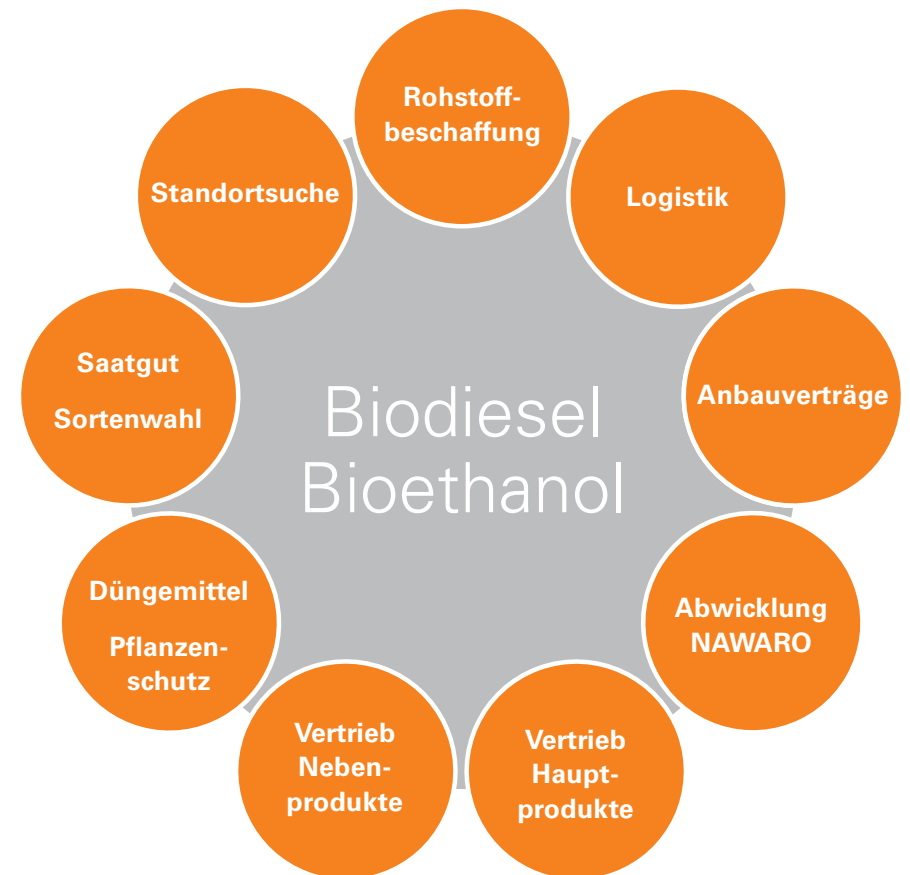 Rohstoff-
beschaffung
Logistik
Anbauverträge
Abwicklung
NAWARO
Vertrieb
Haupt-
produkte
Vertrieb
Neben-
produkte
Düngemittel
Pflanzen-
schutz
Saatgut
Sortenwahl
Standortsuche
Biodiesel
Bioethanol